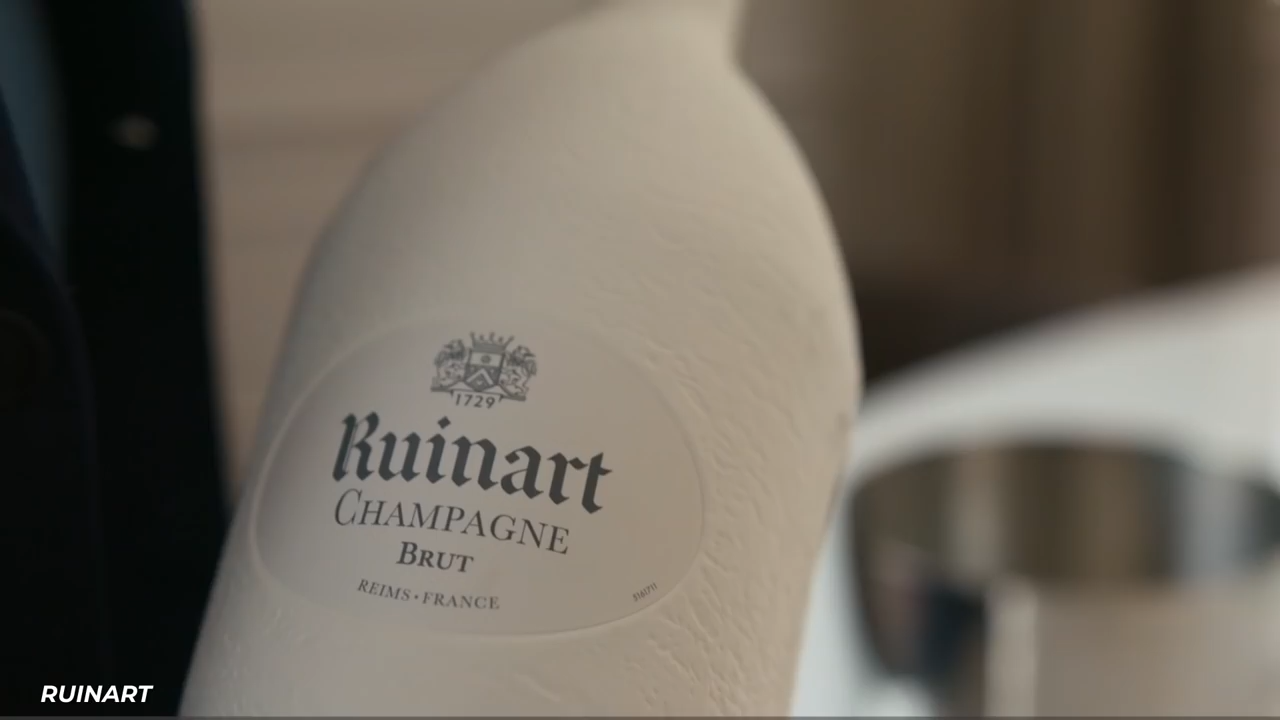 1729
Ruinart
CHAMPAGNE
BRUT
REIMS • FRANCE
RUINART